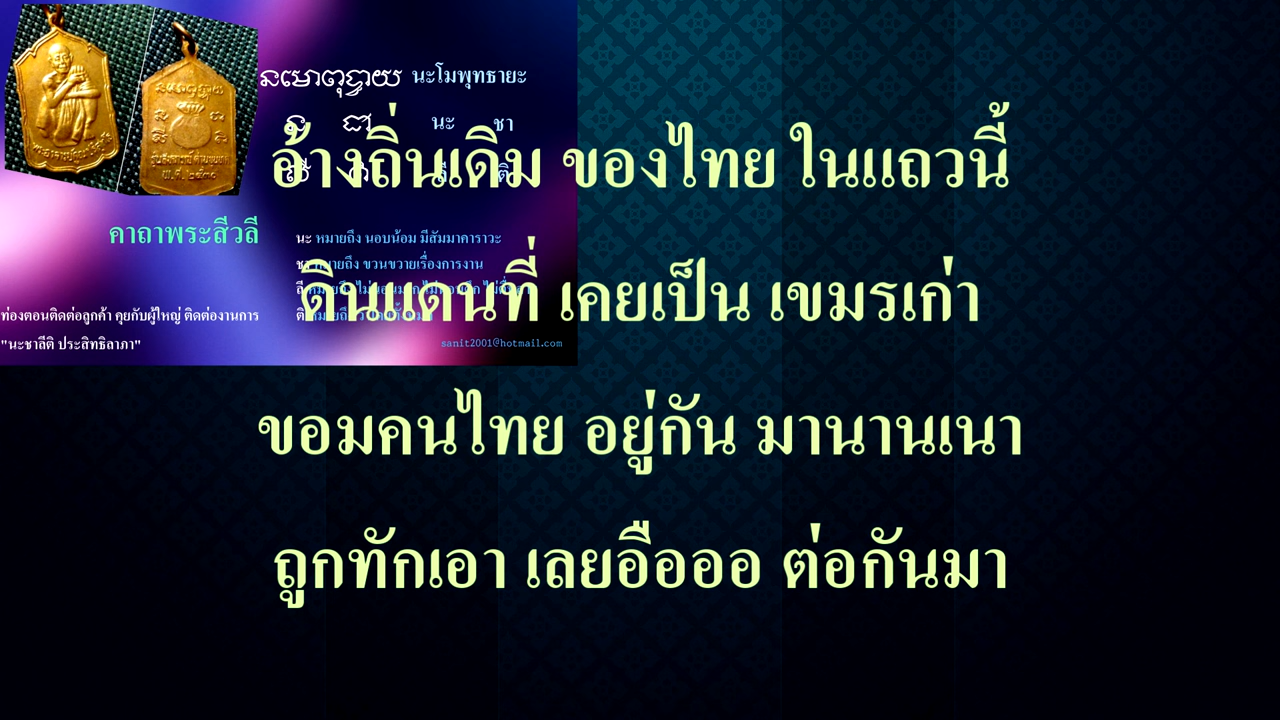 นะโมพุทธายะ
นะ ชา
คาถาพระสีวลี
นะ หมายถึง นอบน้อม มีสัมมาคาราวะ
หมายถึง ขวนขวายเรื่องการงาน
ท่องตอนติดต่อลูกค้า คุยกับผู้ใหญ่ ติดต่องานการ
"นะชาลีติ ประสิทธิลาภา"
sanit2001@hotmail.com
อ้างถิ่นเดิม ของไทย ในแถวนี้
ดินแดนที่ เคยเป็น เขมรเก่า
ขอมคนไทย อยู่กัน มานานเนา
ถูกทักเอา เลยอือออ ต่อกันมา